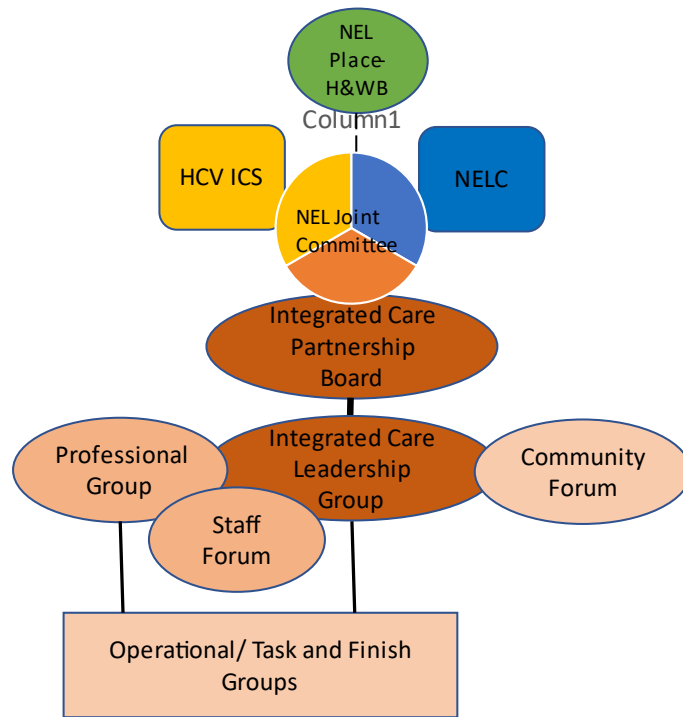 NEL
Place-
H&WB
Column1
HCV ICS
NELC
NEL Joint
Committee
Integrated Care
Partnership
Board
Professional
Group
Integrated Care
Leadership
Group
Community
Forum
Staff
Forum
Operational/ Task and Finish
Groups